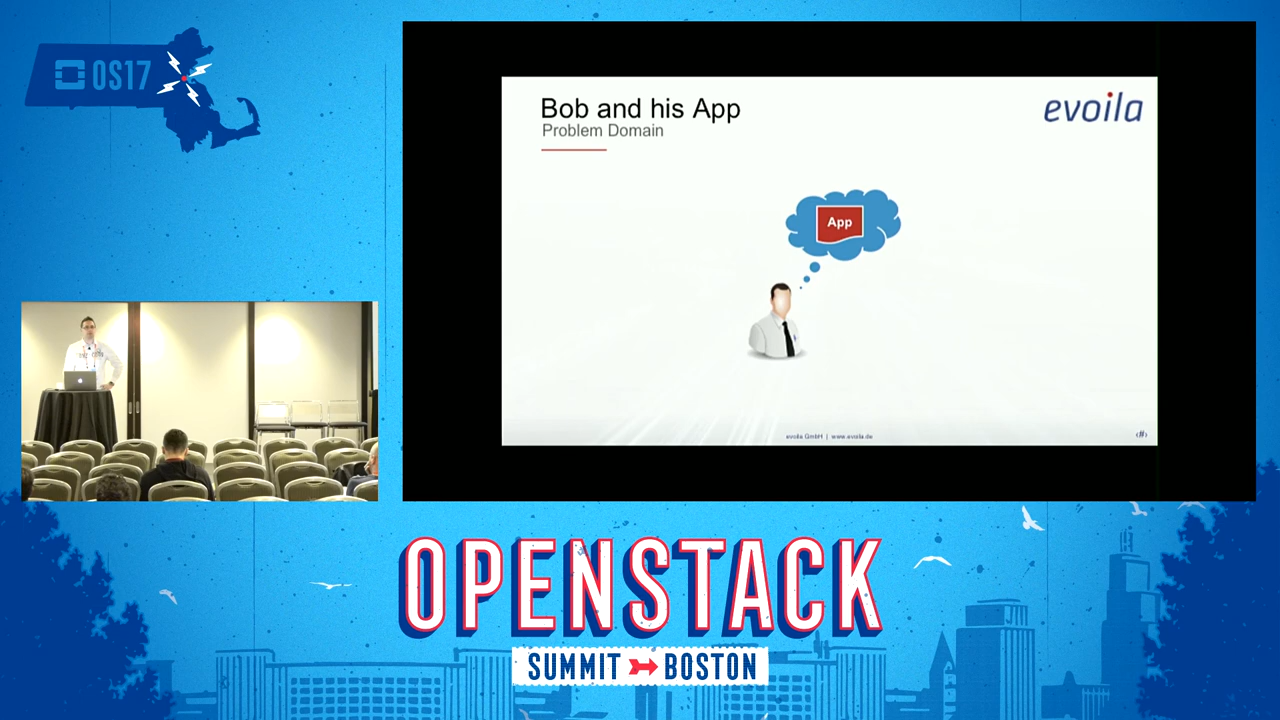 OS17
Bob and his App
Problem Domain
evoila
App
evoila GmbH | www.evoila.de
‹#›
OPENSTACK
SUMMIT BOSTON